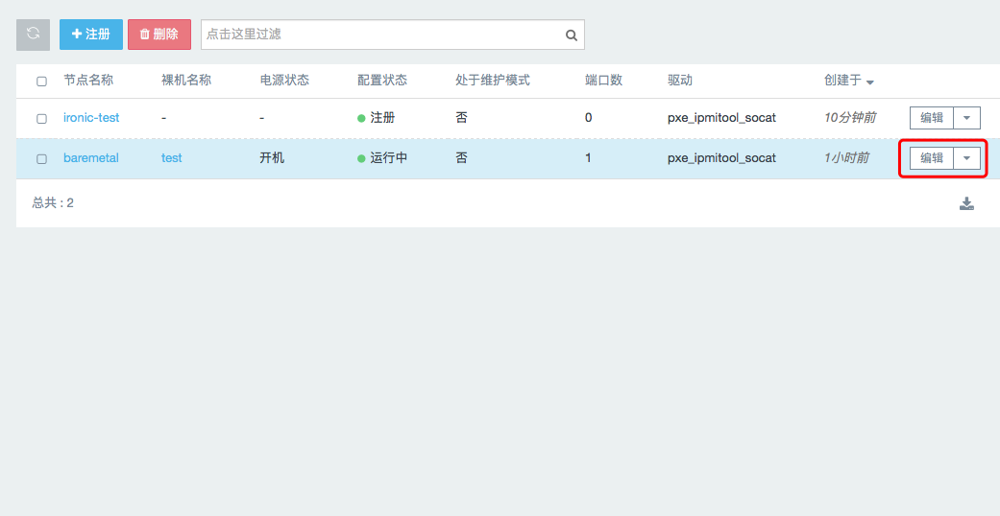 注册 删除 点击这里过滤
节点名称 裸机名称 电源状态 配置状态 处于维护模式 端口数 驱动 创建于
ironic-test - - 注册 否 0 pxe_ipmitool_socat 10分钟前 编辑
baremetal test 开机 运行中 否 1 pxe_ipmitool_socat 1小时前 编辑
总共 : 2